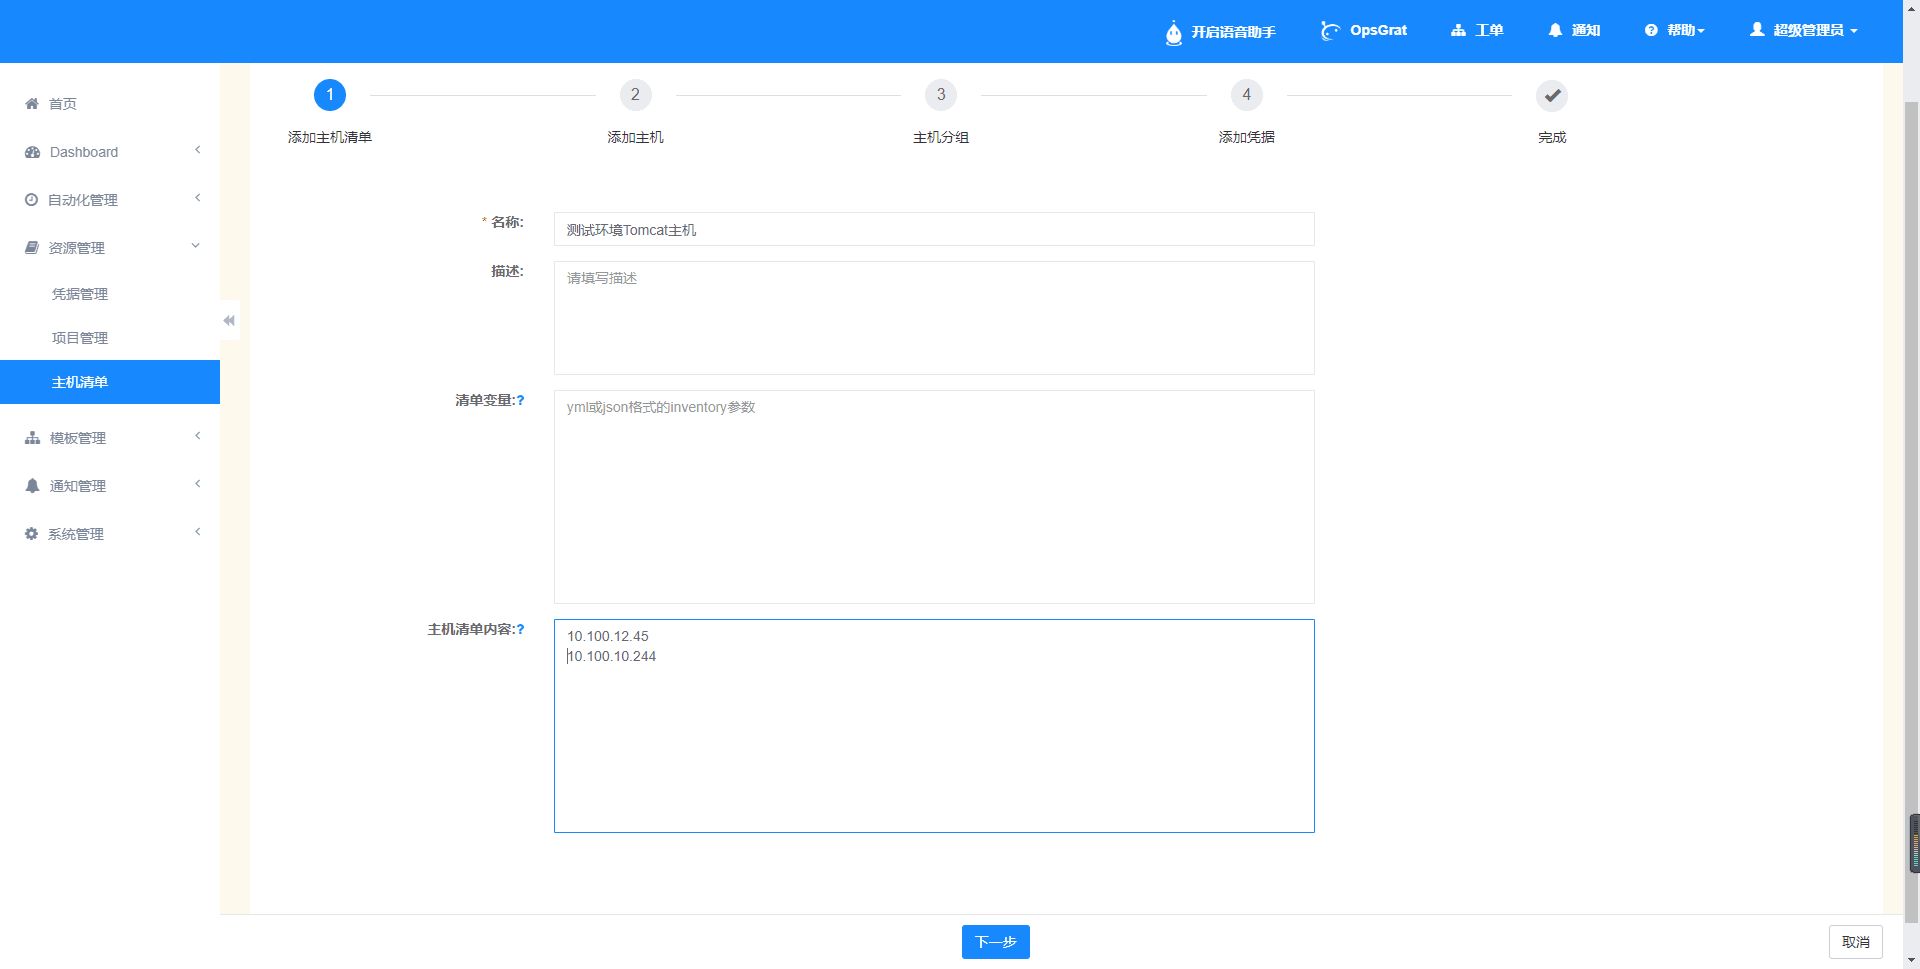 开启语音助手
OpsGrat
工单
通知
帮助
超级管理员
首页
Dashboard
自动化管理
资源管理
凭据管理
项目管理
主机清单
模板管理
通知管理
系统管理
1
2
3
4
添加主机清单
添加主机
主机分组
添加凭据
完成
* 名称:
测试环境Tomcat主机
描述:
请填写描述
清单变量:?
yml或json格式的inventory参数
主机清单内容:?
10.100.12.45
10.100.10.244
下一步
取消